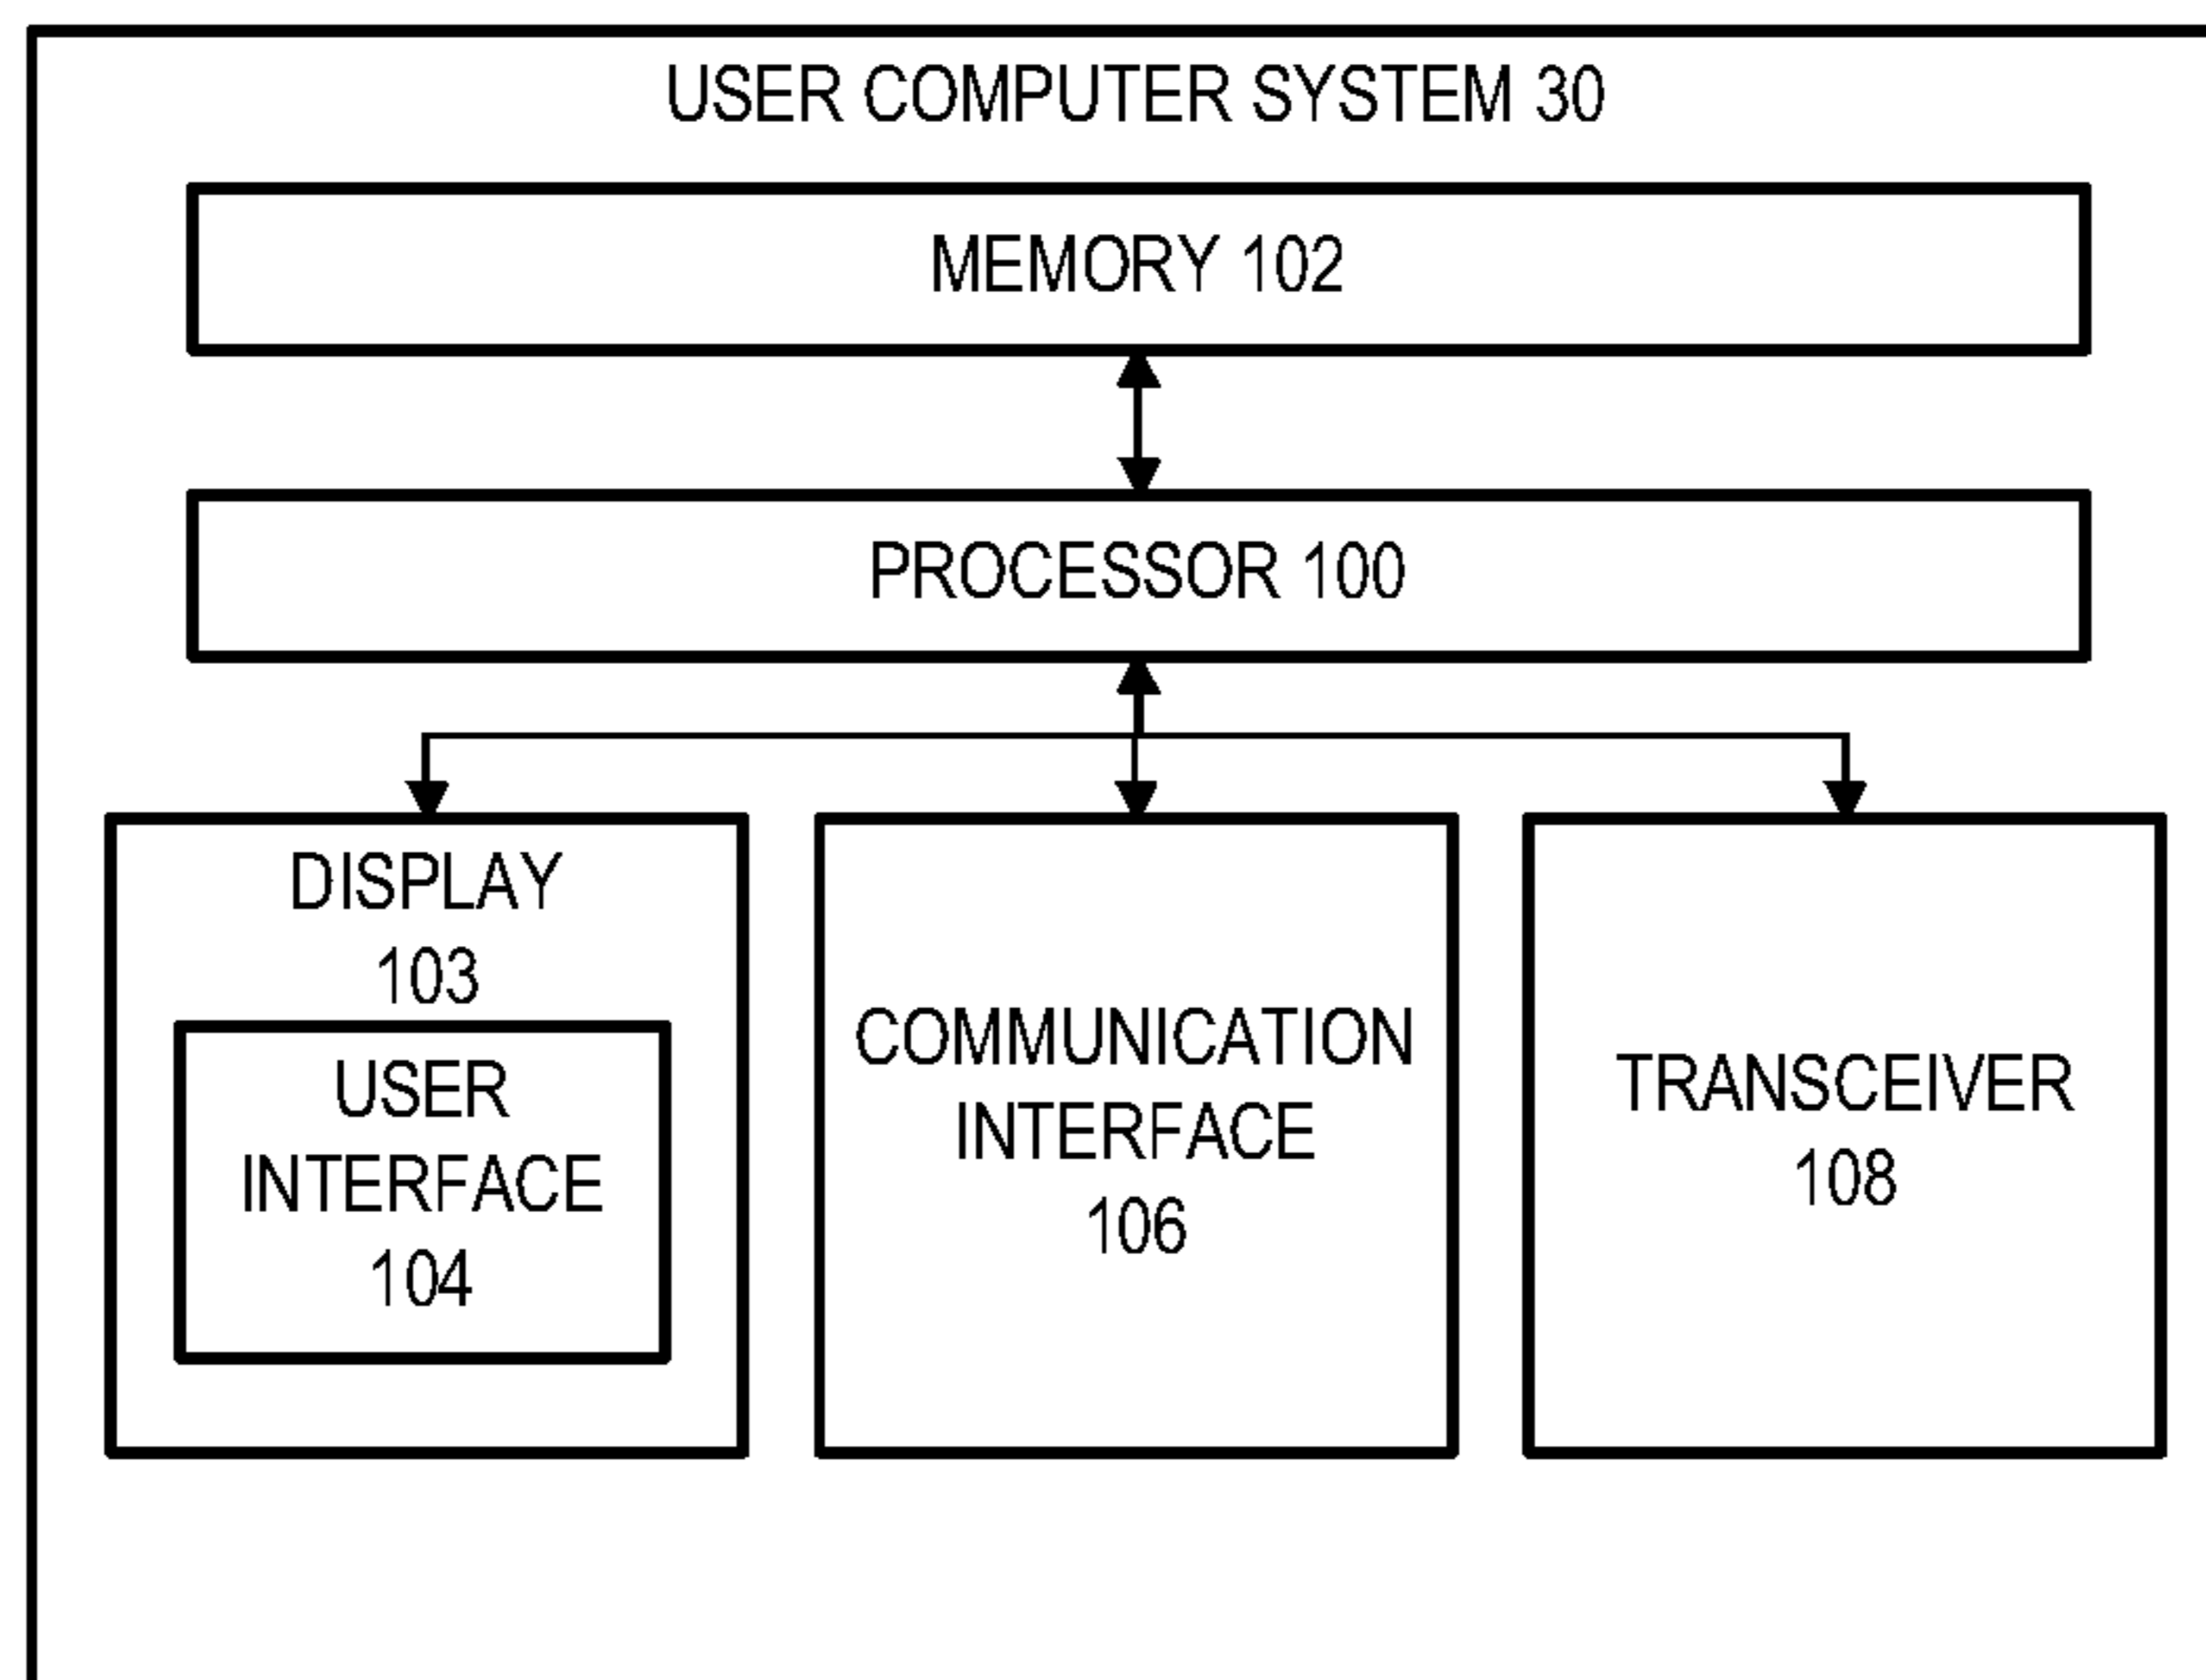 USER COMPUTER SYSTEM 30
MEMORY 102
PROCESSOR 100
DISPLAY
103
USER
INTERFACE
104
COMMUNICATION
INTERFACE
106
TRANSCEIVER
108